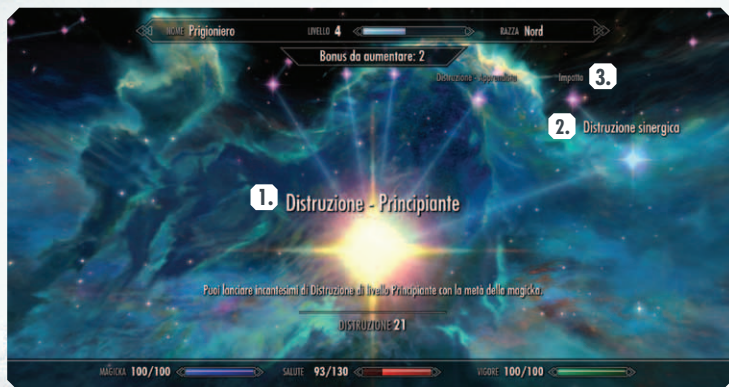 NOME Prigioniero LIVELLO 4 RAZZA Nord
Bonus da aumentare: 2
Distruzione - Apprendista Impatto 3.
2. Distruzione sinergica
1. Distruzione - Principiante
Puoi lanciare incantesimi di Distruzione di livello Principiante con la metà della magicka.
DISTRUZIONE 21
MAGICKA 100/100 SALUTE 93/130 VIGORE 100/100